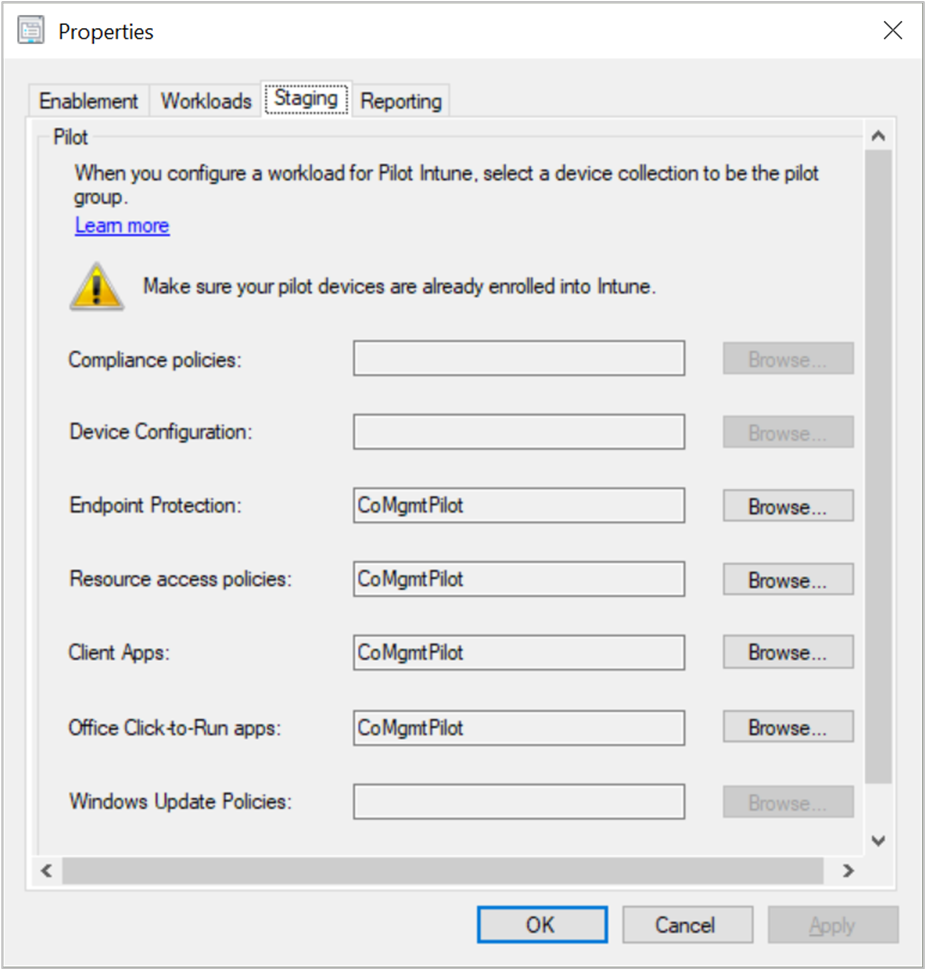 Properties
Enablement Workloads Staging Reporting
Pilot
When you configure a workload for Pilot Intune, select a device collection to be the pilot
group.
Learn more
Make sure your pilot devices are already enrolled into Intune.
Compliance policies: Browse...
Device Configuration: Browse...
Endpoint Protection: CoMgmtPilot Browse...
Resource access policies: CoMgmtPilot Browse...
Client Apps: CoMgmtPilot Browse...
Office Click-to-Run apps: CoMgmtPilot Browse...
Windows Update Policies: Browse...
OK Cancel Apply